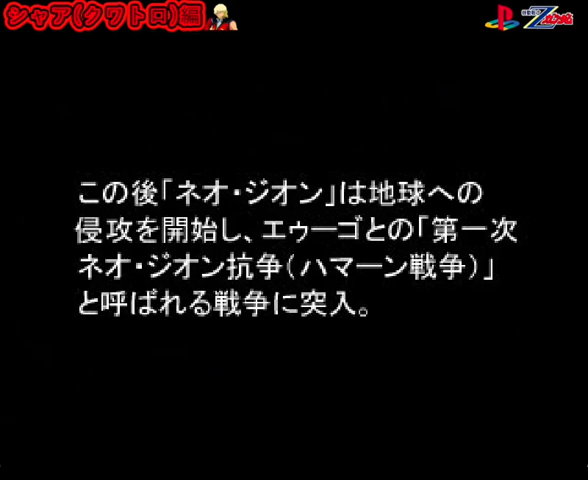 シャア(クワトロ)編
この後「ネオ・ジオン」は地球への
侵攻を開始し、エゥーゴとの「第一次
ネオ・ジオン抗争(ハマーン戦争)」
と呼ばれる戦争に突入。